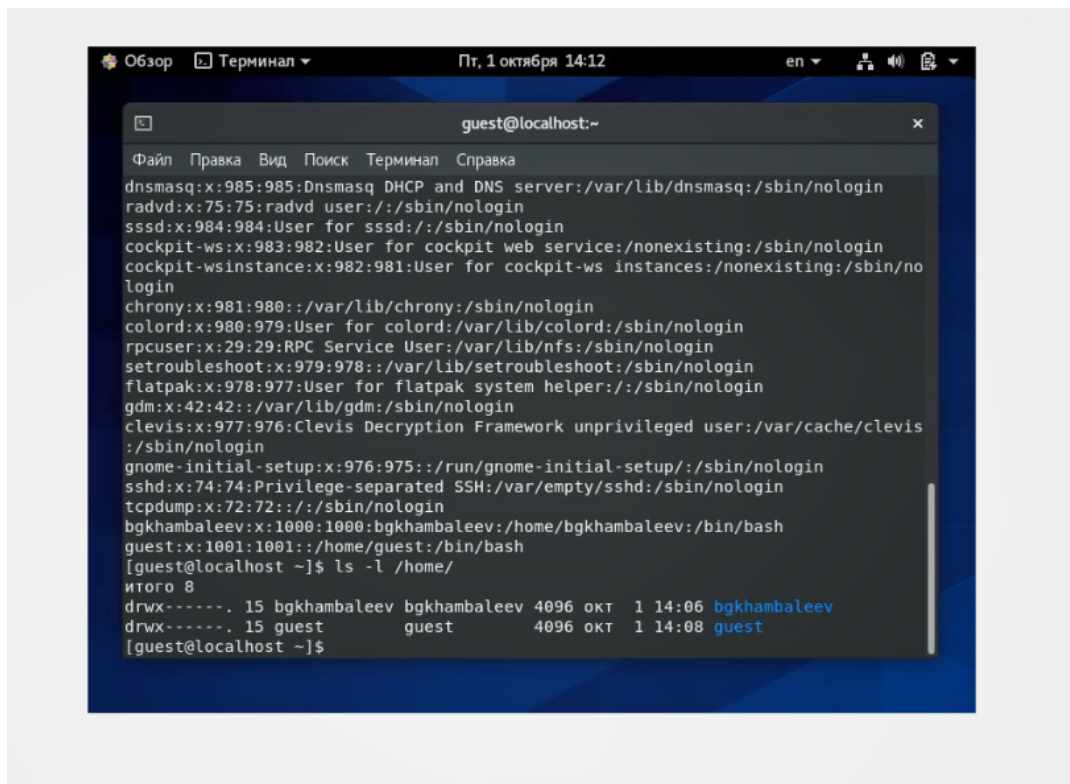 Обзор Терминал Пт, 1 октября 14:12 en
guest@localhost:~
Файл Правка Вид Поиск Терминал Справка
dnsmasq:x:985:985:Dnsmasq DHCP and DNS server:/var/lib/dnsmasq:/sbin/nologin
radvd:x:75:75:radvd user:/:/sbin/nologin
sssd:x:984:984:User for sssd:/:/sbin/nologin
cockpit-ws:x:983:982:User for cockpit web service:/nonexisting:/sbin/nologin
cockpit-wsinstance:x:982:981:User for cockpit-ws instances:/nonexisting:/sbin/no
login
chrony:x:981:980::/var/lib/chrony:/sbin/nologin
colord:x:980:979:User for colord:/var/lib/colord:/sbin/nologin
rpcuser:x:29:29:RPC Service User:/var/lib/nfs:/sbin/nologin
setroubleshoot:x:979:978::/var/lib/setroubleshoot:/sbin/nologin
flatpak:x:978:977:User for flatpak system helper:/:/sbin/nologin
gdm:x:42:42::/var/lib/gdm:/sbin/nologin
clevis:x:977:976:Clevis Decryption Framework unprivileged user:/var/cache/clevis
:/sbin/nologin
gnome-initial-setup:x:976:975::/run/gnome-initial-setup/:/sbin/nologin
sshd:x:74:74:Privilege-separated SSH:/var/empty/sshd:/sbin/nologin
tcpdump:x:72:72::/:/sbin/nologin
bgkhambaleev:x:1000:1000:bgkhambaleev:/home/bgkhambaleev:/bin/bash
guest:x:1001:1001::/home/guest:/bin/bash
[guest@localhost ~]$ ls -l /home/
итого 8
drwx------. 15 bgkhambaleev bgkhambaleev 4096 окт  1 14:06 bgkhambaleev
drwx------. 15 guest        guest        4096 окт  1 14:08 guest
[guest@localhost ~]$